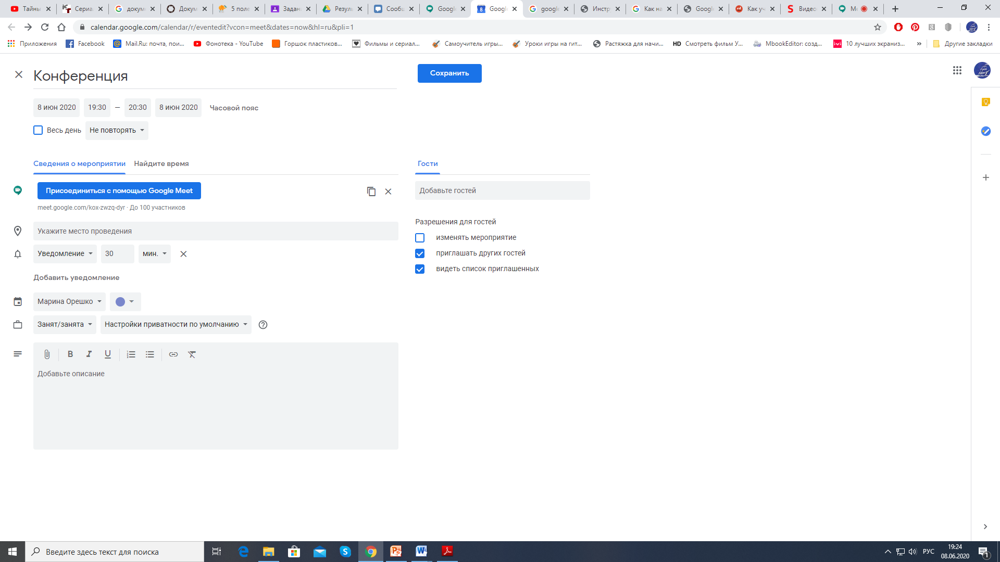 Тайны Сериа. докум Докум 5 поле Задан Резул Сообщ Google Google google Инстр Как на Google Как уч Видео Me
calendar.google.com/calendar/r/eventedit?vcon=meet&dates=now&hl=ru&pli=1
Приложения Facebook Mail.Ru: почта, пои... Фонотека - YouTube Горшок пластиков... Фильмы и сериал... Самоучитель игры... Уроки игры на гит... Растяжка для начи... HD Смотреть фильм У... MbookEditor: созд... ivi 10 лучших экраниз... » Другие закладки
Конференция
Сохранить
8 июн 2020 19:30 – 20:30 8 июн 2020 Часовой пояс
Весь день Не повторять
Сведения о мероприятии Найдите время
Гости
Присоединиться с помощью Google Meet
Добавьте гостей
meet.google.com/kox-zwzq-dyr · До 100 участников
Разрешения для гостей
Укажите место проведения
изменять мероприятие
Уведомление 30 мин.
приглашать других гостей
видеть список приглашенных
Добавить уведомление
Марина Орешко
Занят/занята Настройки приватности по умолчанию
B I U
Добавьте описание
Введите здесь текст для поиска
РУС
19:24
08.06.2020
1